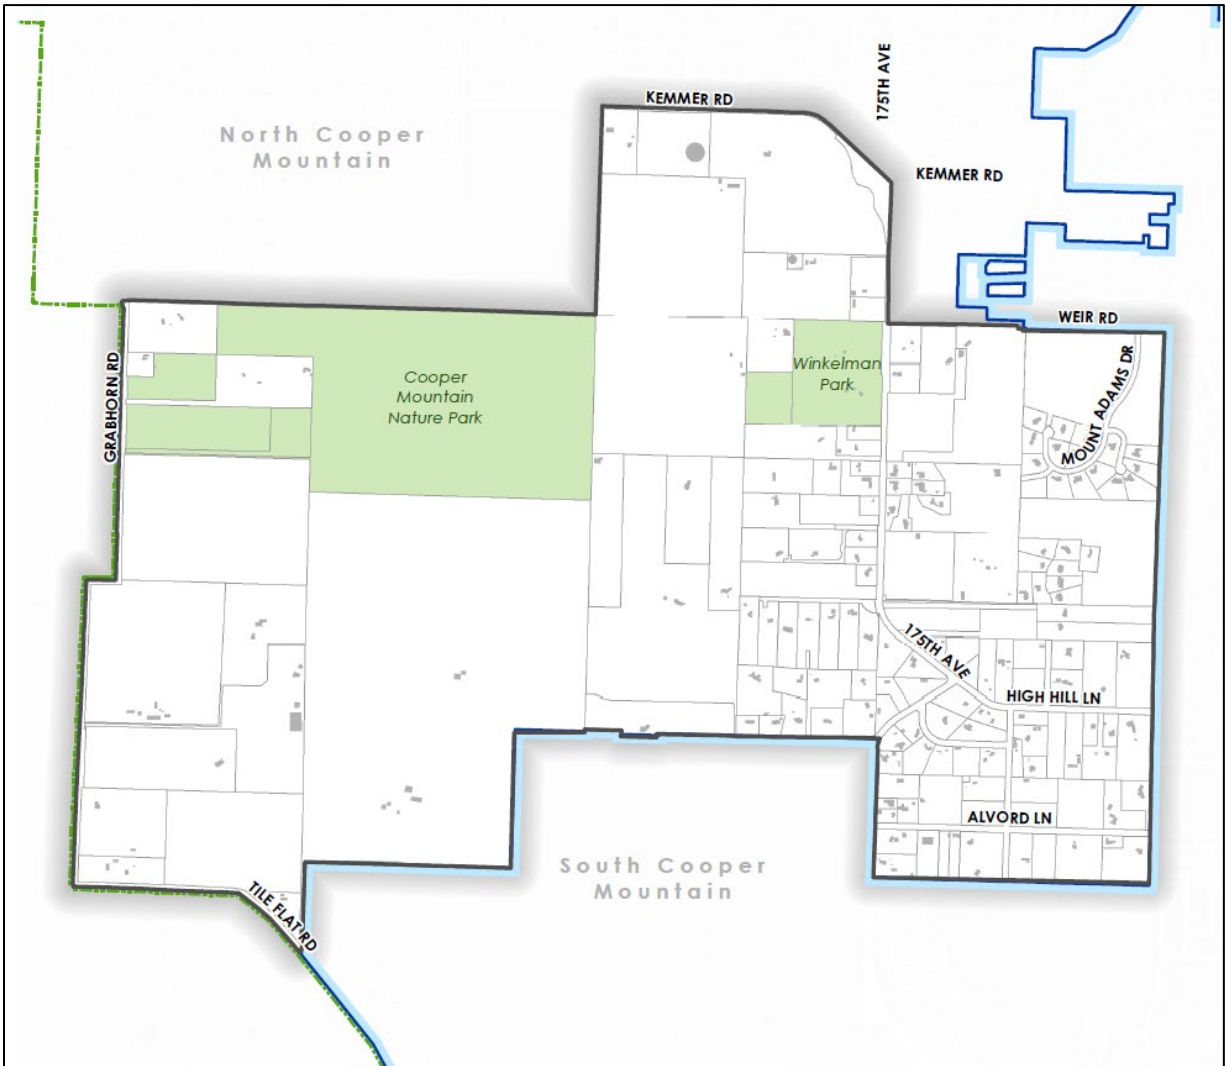 175TH AVE
KEMMER RD
North Cooper
Mountain
KEMMER RD
WEIR RD
GRABHORN RD
Cooper
Mountain
Nature Park
Winkelman
Park
MOUNT ADAMS DR
175TH AVE
HIGH HILL LN
ALVORD LN
South Cooper
Mountain
TILE FLAT RD